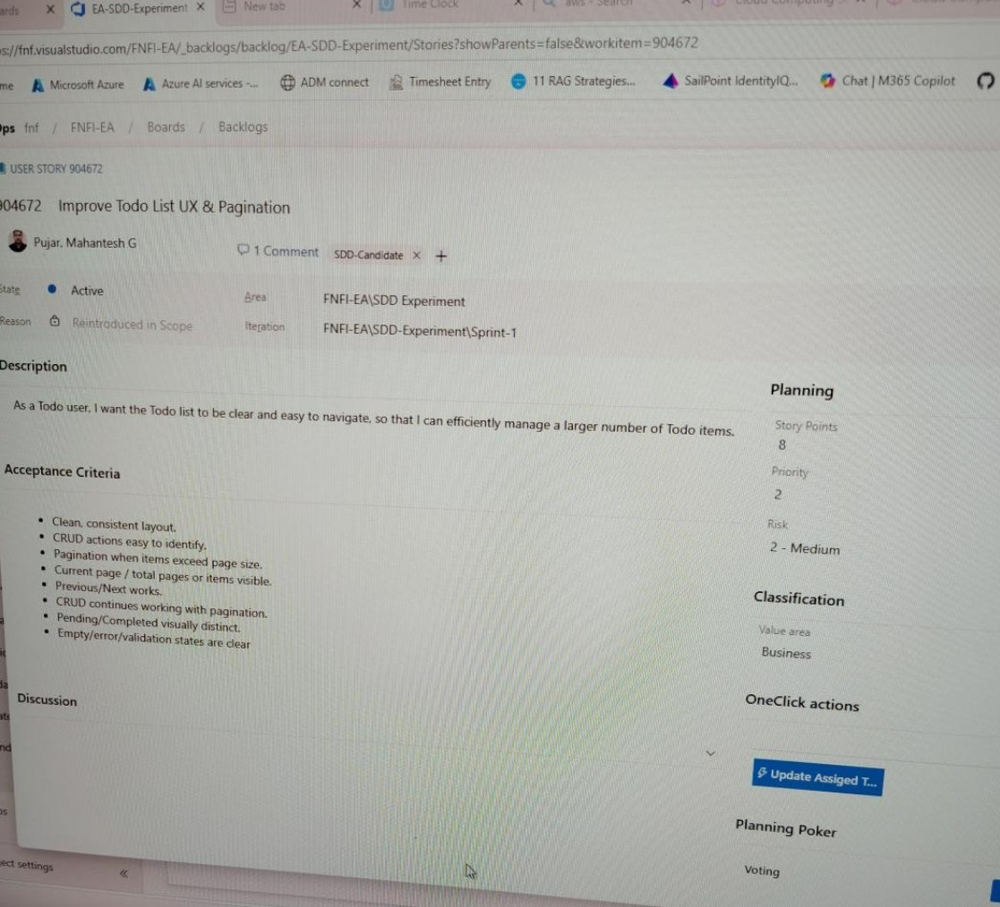 ards
EA-SDD-Experiment
New tab
Time Clock
aws - Search
s://fnf.visualstudio.com/FNFI-EA/_backlogs/backlog/EA-SDD-Experiment/Stories?showParents=false&workitem=904672
me Microsoft Azure Azure AI services -... ADM connect Timesheet Entry 11 RAG Strategies... SailPoint IdentityIQ... Chat | M365 Copilot
ps fnf / FNFI-EA / Boards / Backlogs
USER STORY 904672
904672 Improve Todo List UX & Pagination
Pujar, Mahantesh G
1 Comment SDD-Candidate
State Active
Area FNFI-EA\SDD Experiment
Reason Reintroduced in Scope
Iteration FNFI-EA\SDD-Experiment\Sprint-1
Description
As a Todo user, I want the Todo list to be clear and easy to navigate, so that I can efficiently manage a larger number of Todo items.
Acceptance Criteria
• Clean, consistent layout.
• CRUD actions easy to identify.
• Pagination when items exceed page size.
• Current page / total pages or items visible.
• Previous/Next works.
• CRUD continues working with pagination.
• Pending/Completed visually distinct.
• Empty/error/validation states are clear
Discussion
Planning
Story Points
8
Priority
2
Risk
2 - Medium
Classification
Value area
Business
OneClick actions
Update Assiged T...
Planning Poker
Voting
ect settings